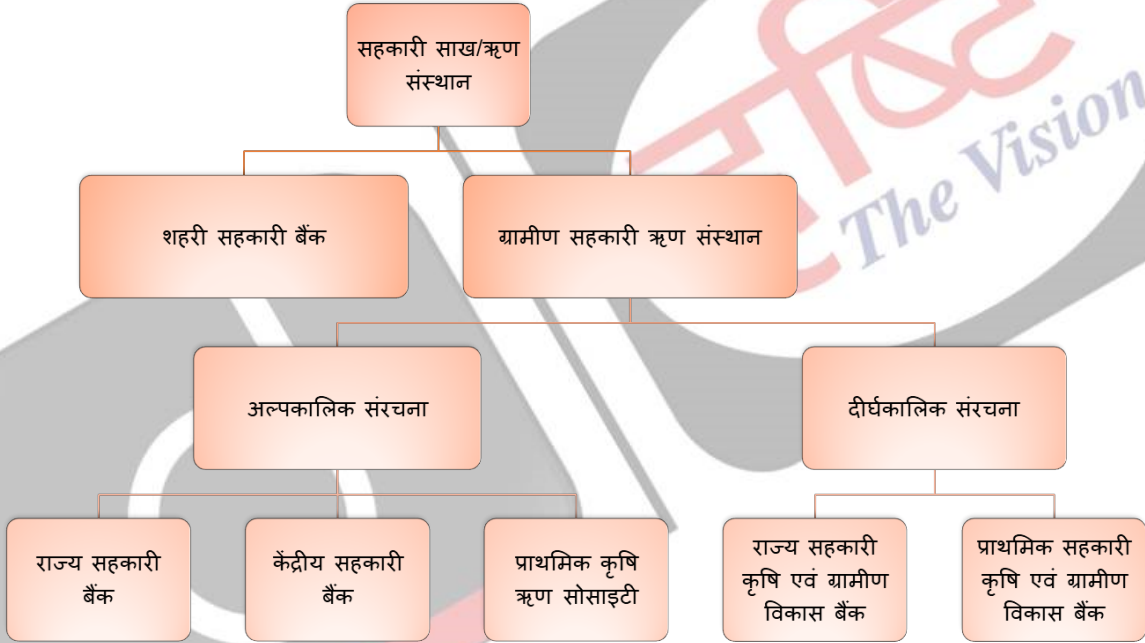 सहकारी साख/ऋण
संस्थान
The Vision
शहरी सहकारी बैंक
ग्रामीण सहकारी ऋण संस्थान
अल्पकालिक संरचना
दीर्घकालिक संरचना
राज्य सहकारी
बैंक
केंद्रीय सहकारी
बैंक
प्राथमिक कृषि
ऋण सोसाइटी
राज्य सहकारी
कृषि एवं ग्रामीण
विकास बैंक
प्राथमिक सहकारी
कृषि एवं ग्रामीण
विकास बैंक